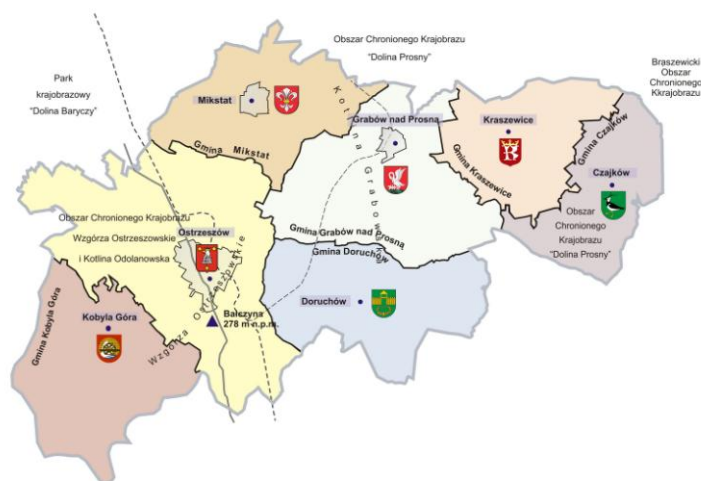 Obszar Chronionego Krajobrazu
"Dolina Prosny"
Braszewicki
Obszar
Chronionego
Kkrajobrazu
Park
krajobrazowy
"Dolina Baryczy"
Mikstat
Kotlina Grabowska
Grabów nad Prosną
Kraszewice
Gmina Mikstat
Gmina Kraszewice
Gmina Czajków
Czajków
Obszar
Chronionego
Krajobrazu
"Dolina Prosny"
Obszar Chronionego Krajobrazu
Ostrzeszów
Wzgórza Ostrzeszowskie
i Kotlina Odolanowska
Gmina Grabów nad Prosną
Gmina Doruchów
Doruchów
Gmina Kobyla Góra
Kobyla Góra
Bałczyna
278 m n.p.m.
Wzgórza Ostrzeszowskie